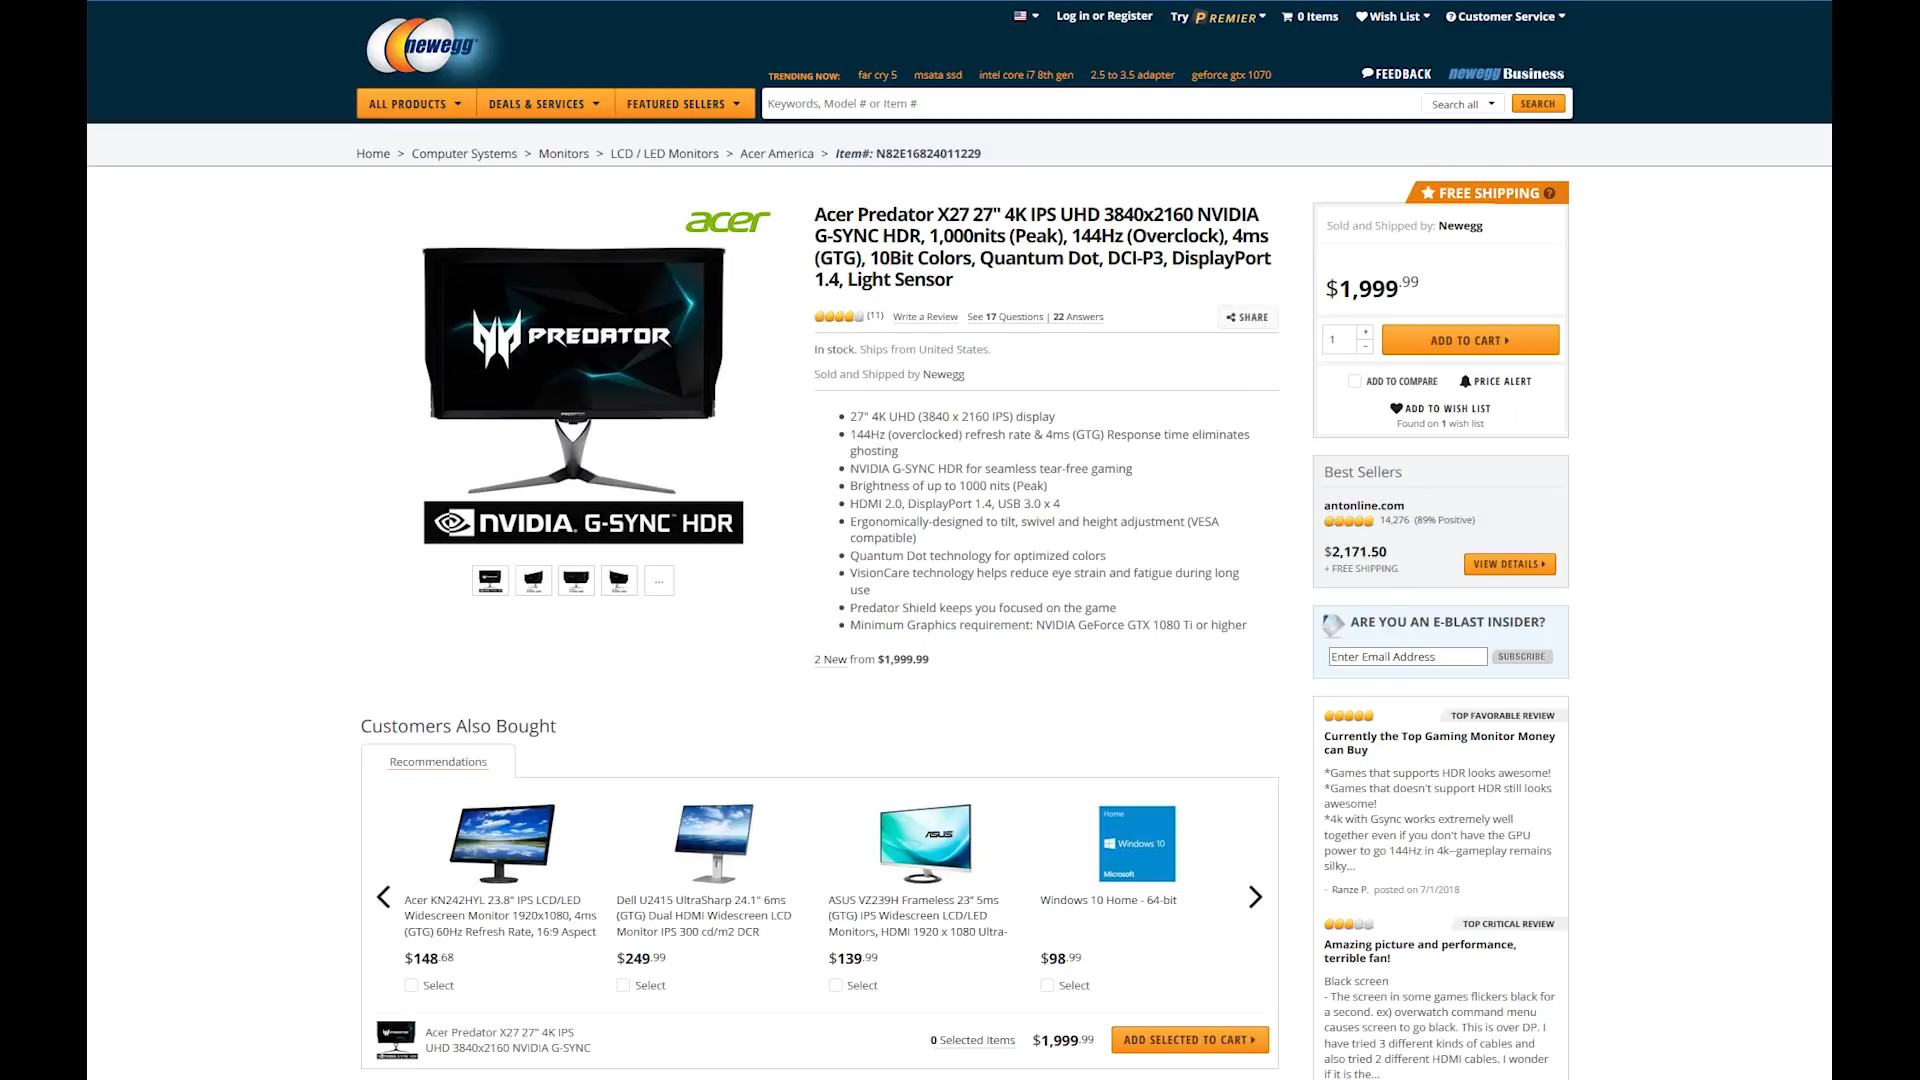 Log in or Register
Try PREMIER
0 Items
Wish List
Customer Service
newegg
TRENDING NOW:
far cry 5
msata ssd
intel core i7 8th gen
2.5 to 3.5 adapter
geforce gtx 1070
FEEDBACK
newegg Business
ALL PRODUCTS
DEALS & SERVICES
FEATURED SELLERS
Keywords, Model # or Item #
Search all
SEARCH
Home > Computer Systems > Monitors > LCD / LED Monitors > Acer America > Item#: N82E16824011229
acer
PREDATOR
PREDATOR
NVIDIA. G-SYNC™ HDR
...
Acer Predator X27 27" 4K IPS UHD 3840x2160 NVIDIA
G-SYNC HDR, 1,000nits (Peak), 144Hz (Overclock), 4ms
(GTG), 10Bit Colors, Quantum Dot, DCI-P3, DisplayPort
1.4, Light Sensor
(11)
Write a Review
See 17 Questions | 22 Answers
SHARE
In stock. Ships from United States.
Sold and Shipped by Newegg
• 27" 4K UHD (3840 x 2160 IPS) display
• 144Hz (overclocked) refresh rate & 4ms (GTG) Response time eliminates
ghosting
• NVIDIA G-SYNC HDR for seamless tear-free gaming
• Brightness of up to 1000 nits (Peak)
• HDMI 2.0, DisplayPort 1.4, USB 3.0 x 4
• Ergonomically-designed to tilt, swivel and height adjustment (VESA
compatible)
• Quantum Dot technology for optimized colors
• VisionCare technology helps reduce eye strain and fatigue during long
use
• Predator Shield keeps you focused on the game
• Minimum Graphics requirement: NVIDIA GeForce GTX 1080 Ti or higher
2 New from $1,999.99
FREE SHIPPING
Sold and Shipped by: Newegg
$1,999.99
1
+
-
ADD TO CART
ADD TO COMPARE
PRICE ALERT
ADD TO WISH LIST
Found on 1 wish list
Best Sellers
antonline.com
14,276 (89% Positive)
$2,171.50
+ FREE SHIPPING
VIEW DETAILS
ARE YOU AN E-BLAST INSIDER?
Enter Email Address
SUBSCRIBE
TOP FAVORABLE REVIEW
Currently the Top Gaming Monitor Money
can Buy
*Games that supports HDR looks awesome!
*Games that doesn't support HDR still looks
awesome!
*4k with Gsync works extremely well
together even if you don't have the GPU
power to go 144Hz in 4k--gameplay remains
silky...
- Ranze P. posted on 7/1/2018
TOP CRITICAL REVIEW
Amazing picture and performance,
terrible fan!
Black screen
- The screen in some games flickers black for
a second. ex) overwatch command menu
causes screen to go black. This is over DP. I
have tried 3 different kinds of cables and
also tried 2 different HDMI cables. I wonder
if it is the...
Customers Also Bought
Recommendations
ASUS
Home
Windows 10
Microsoft
Acer KN242HYL 23.8" IPS LCD/LED
Widescreen Monitor 1920x1080, 4ms
(GTG) 60Hz Refresh Rate, 16:9 Aspect
$148.68
Select
Dell U2415 UltraSharp 24.1" 6ms
(GTG) Dual HDMI Widescreen LCD
Monitor IPS 300 cd/m2 DCR
$249.99
Select
ASUS VZ239H Frameless 23" 5ms
(GTG) IPS Widescreen LCD/LED
Monitors, HDMI 1920 x 1080 Ultra-
$139.99
Select
Windows 10 Home - 64-bit
$98.99
Select
Acer Predator X27 27" 4K IPS
UHD 3840x2160 NVIDIA G-SYNC
0 Selected Items
$1,999.99
ADD SELECTED TO CART